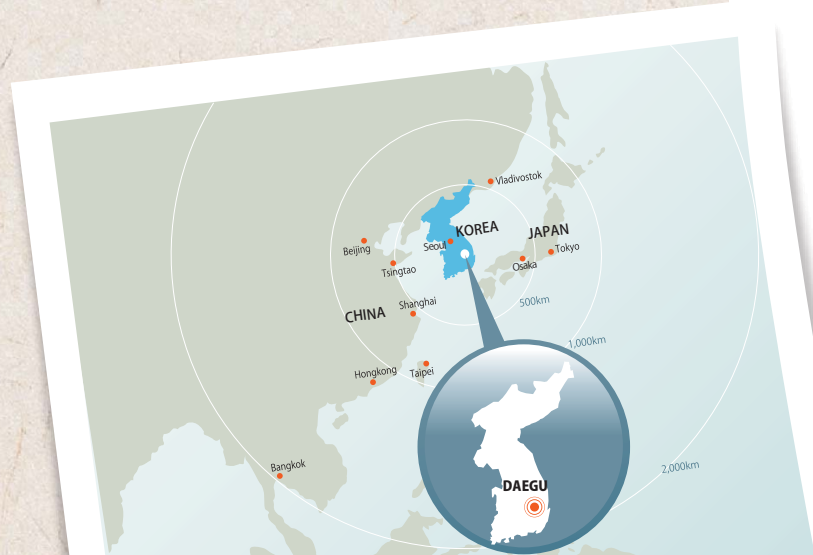 Vladivostok
KOREA
JAPAN
Seoul
Beijing
Tokyo
Osaka
Tsingtao
500km
Shanghai
CHINA
1,000km
Hongkong
Taipei
Bangkok
2,000km
DAEGU